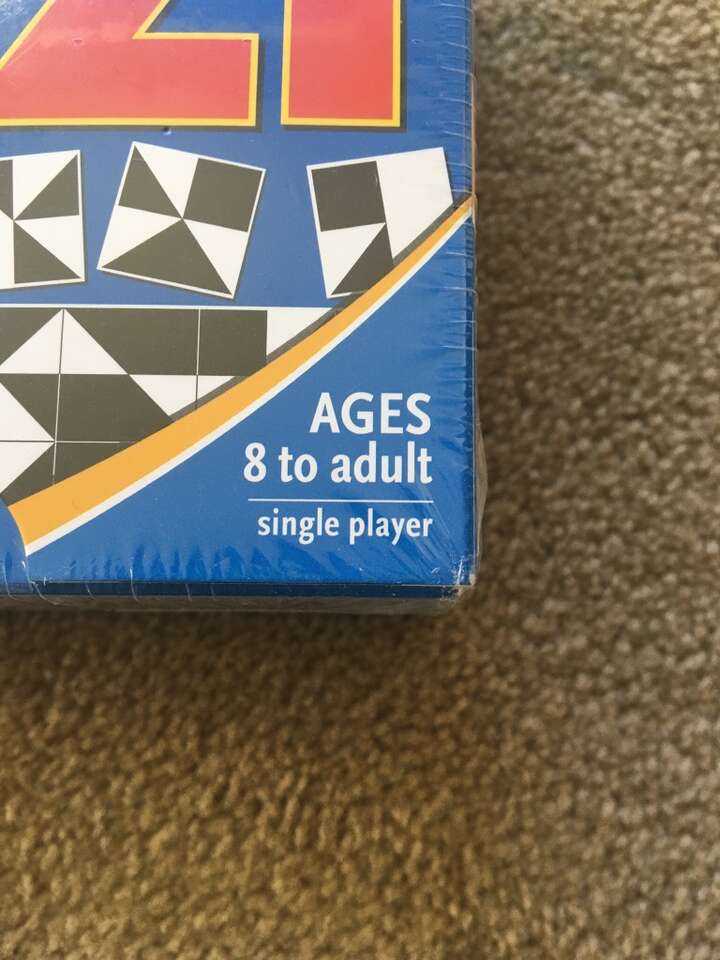 AGES
8 to adult
single player